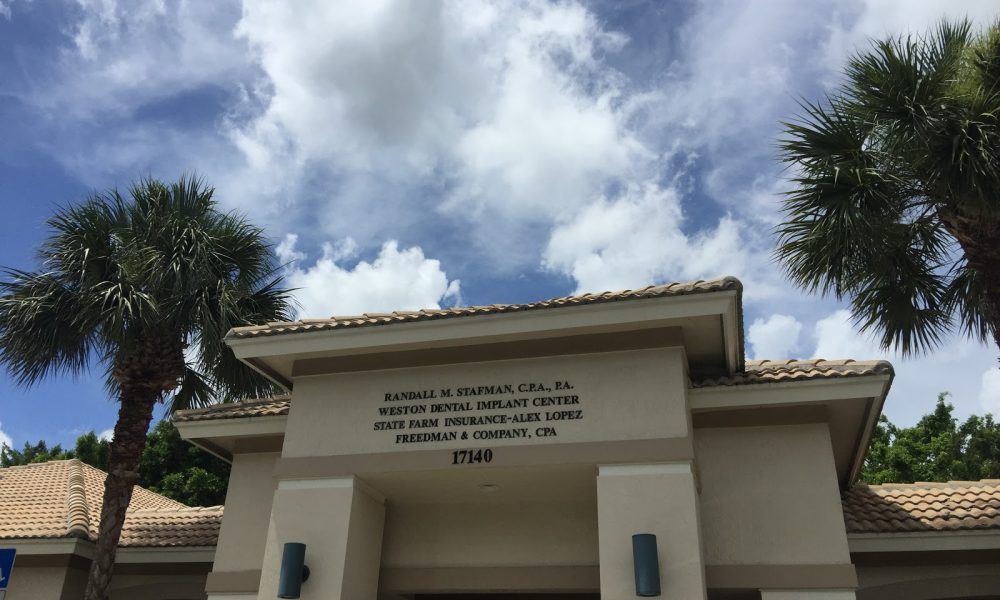 RANDALL M. STAFMAN, C.P.A., P.A.
WESTON DENTAL IMPLANT CENTER
STATE FARM INSURANCE-ALEX LOPEZ
FREEDMAN & COMPANY, CPA
17140